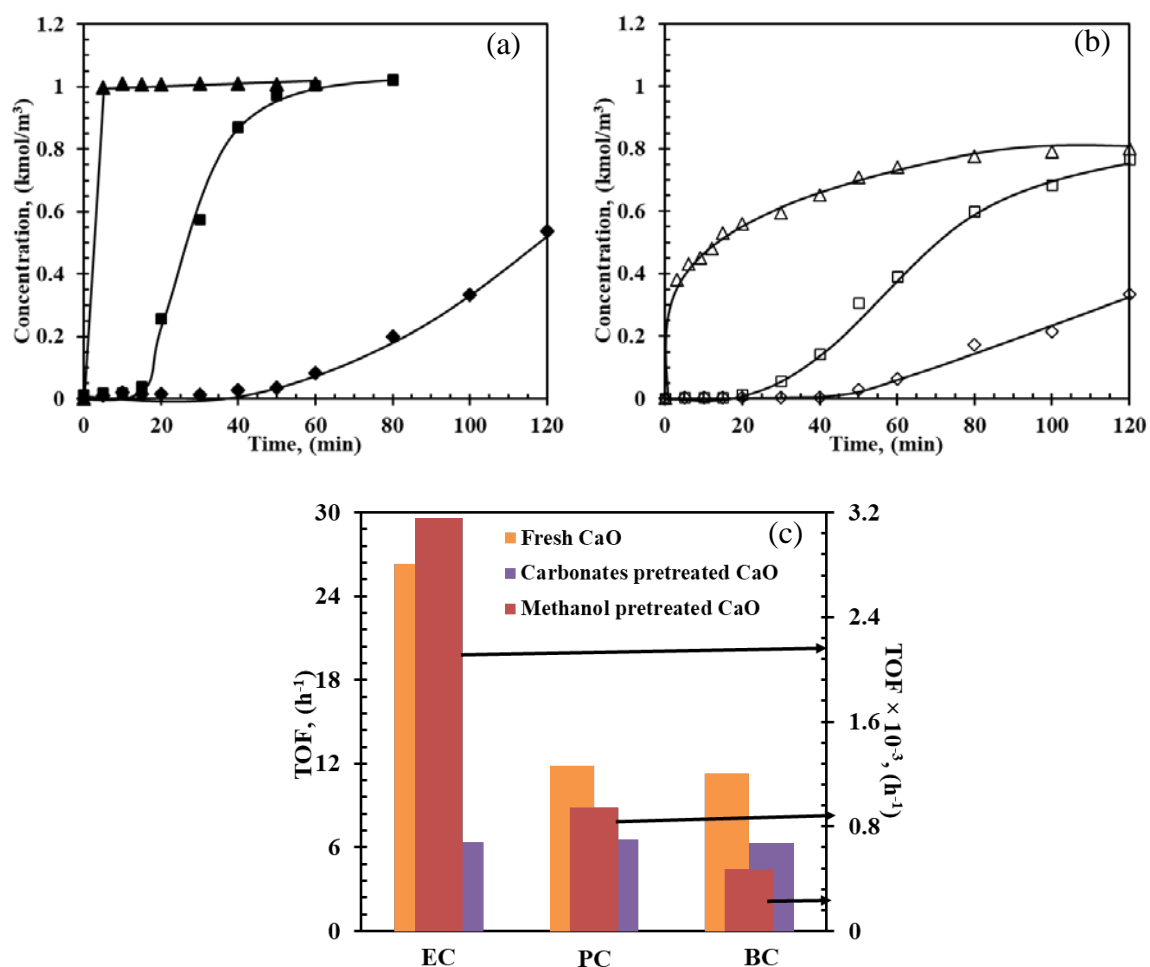 (a)
Concentration, (kmol/m³)
1.2
1
0.8
0.6
0.4
0.2
0
0 20 40 60 80 100 120
Time, (min)
(b)
Concentration, (kmol/m³)
1.2
1
0.8
0.6
0.4
0.2
0
0 20 40 60 80 100 120
Time, (min)
(c)
TOF, (h⁻¹)
30
24
18
12
6
0
Fresh CaO
Carbonates pretreated CaO
Methanol pretreated CaO
3.2
2.4
1.6
0.8
0
TOF × 10⁻³, (h⁻¹)
EC PC BC